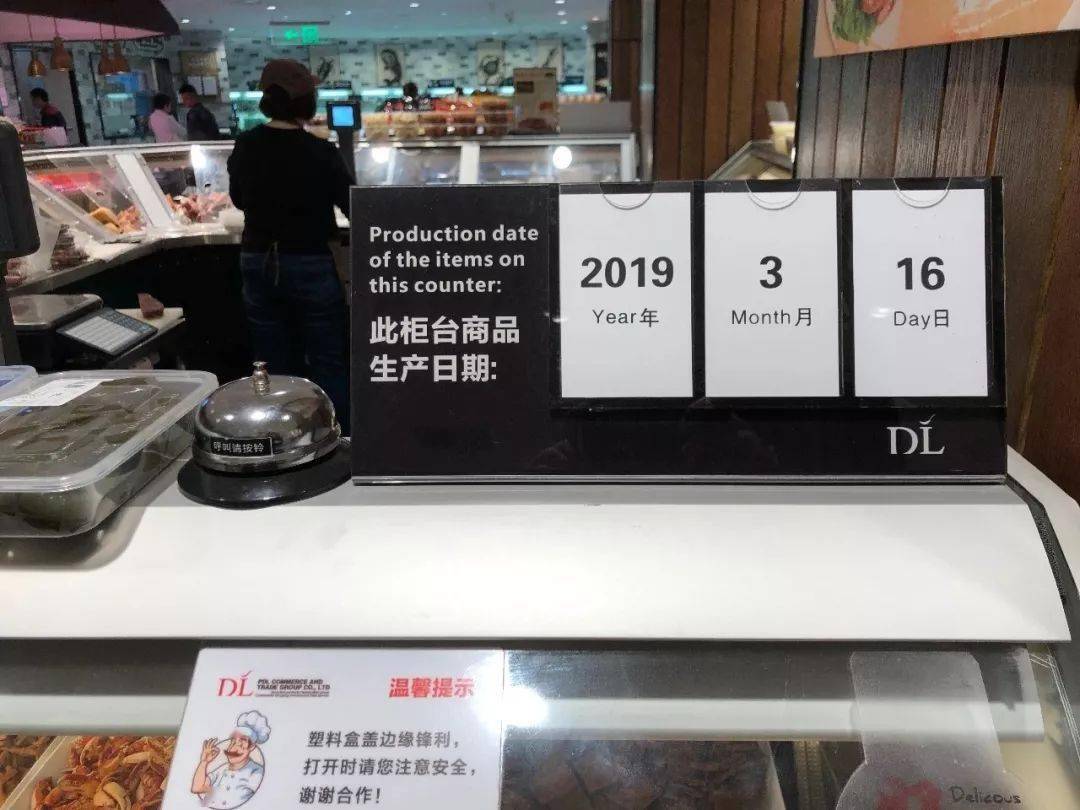 Production date
of the items on
this counter:
此柜台商品
生产日期:
2019
Year年
3
Month月
16
Day日
DL
呼叫请按铃
DL
PDL COMMERCE AND
TRADE GROUP CO., LTD
温馨提示
塑料盒盖边缘锋利，
打开时请您注意安全，
谢谢合作！
Delicous